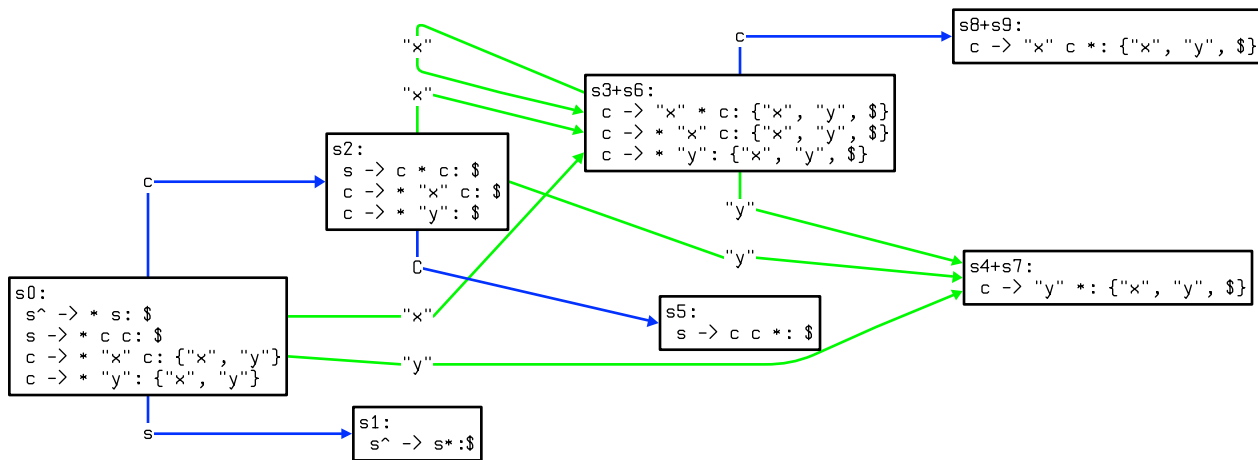 s8+s9:
c -> "x" c *: {"x", "y", $}
c
"x"
"x"
s3+s6:
c -> "x" * c: {"x", "y", $}
c -> * "x" c: {"x", "y", $}
c -> * "y": {"x", "y", $}
s2:
s -> c * c: $
c -> * "x" c: $
c -> * "y": $
c
"y"
"y"
C
s4+s7:
c -> "y" *: {"x", "y", $}
s0:
s^ -> * s: $
s -> * c c: $
c -> * "x" c: {"x", "y"}
c -> * "y": {"x", "y"}
"x"
"y"
s5:
s -> c c *: $
s
s1:
s^ -> s*:$